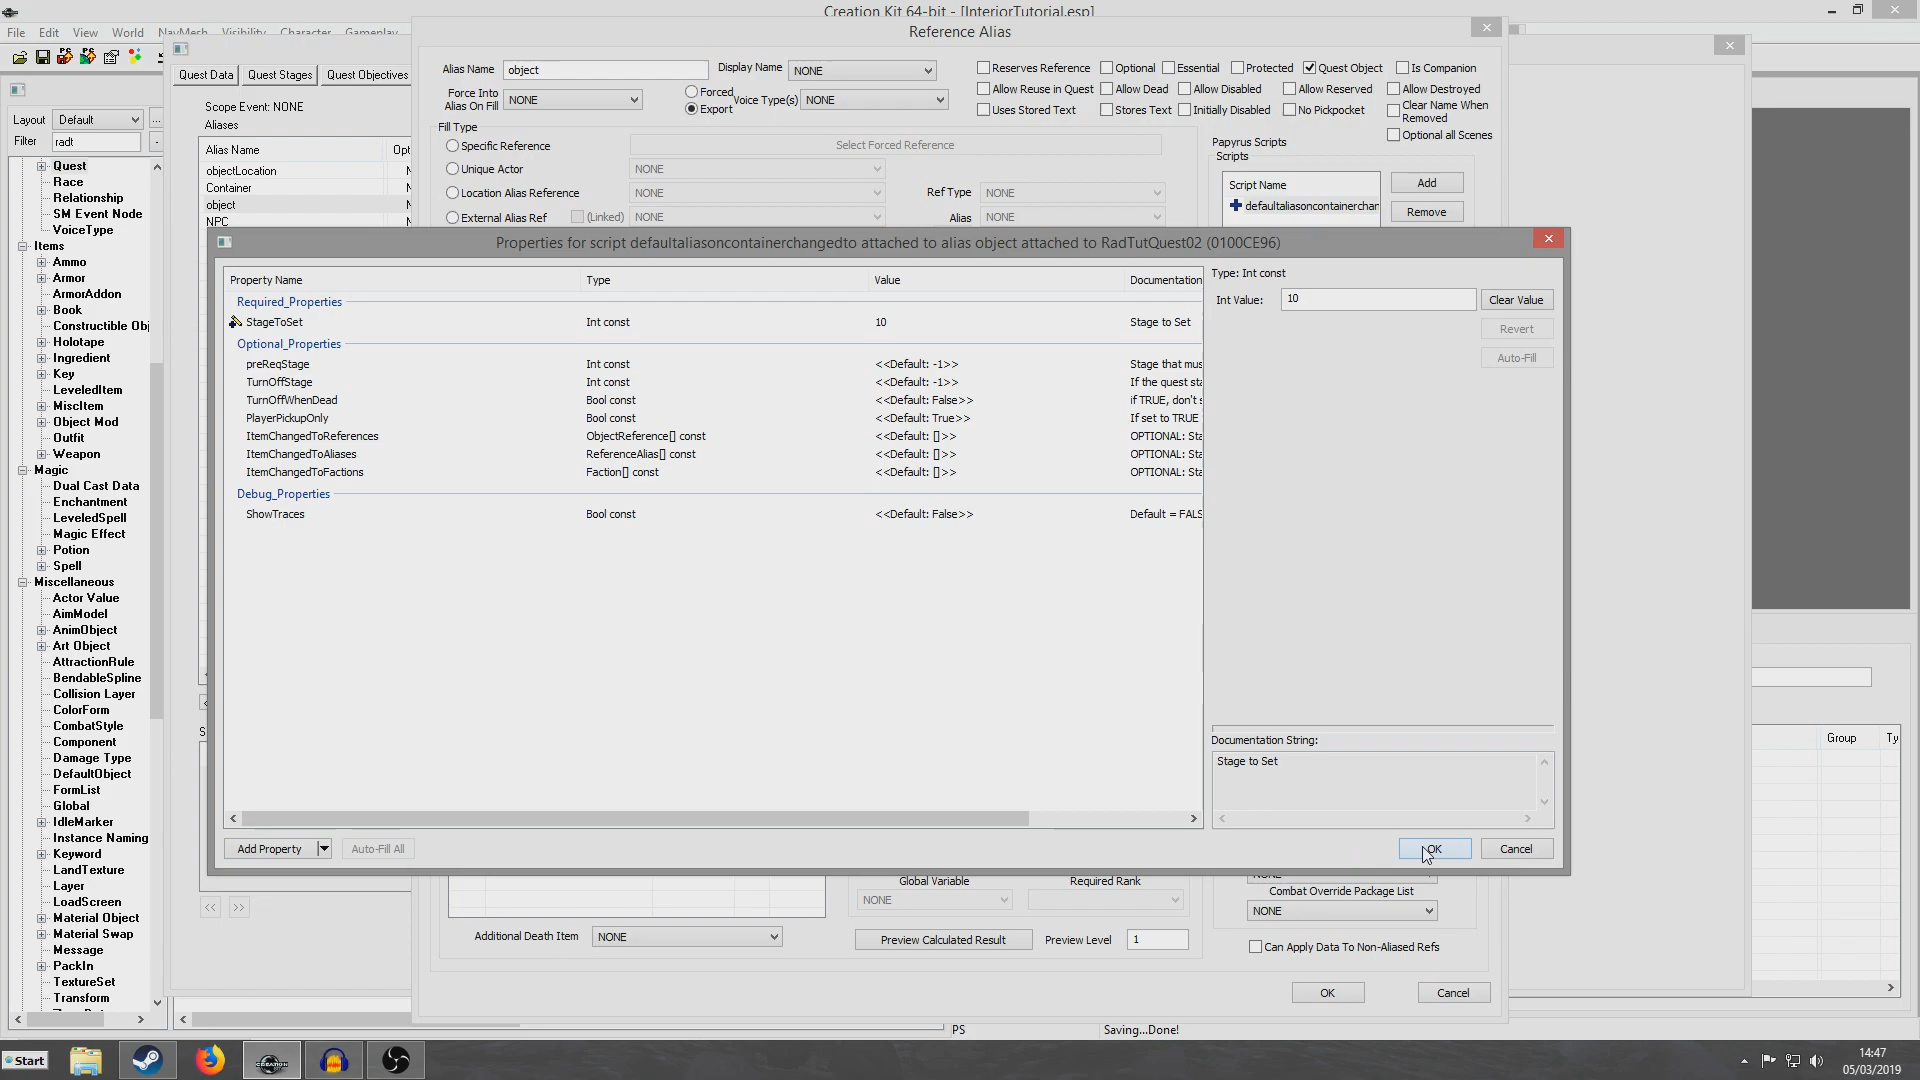 Creation Kit 64-bit - [InteriorTutorial.esp]
File Edit View World NavMesh Visibility Character Gameplay
Reference Alias
Quest Data Quest Stages Quest Objectives
Scope Event: NONE
Aliases
Alias Name Opt
objectLocation
Container
object
NPC
Layout Default ...
Filter radt
Quest
Race
Relationship
SM Event Node
VoiceType
Items
Ammo
Armor
ArmorAddon
Book
Constructible Obj
Holotape
Ingredient
Key
LeveledItem
MiscItem
Object Mod
Outfit
Weapon
Magic
Dual Cast Data
Enchantment
LeveledSpell
Magic Effect
Potion
Spell
Miscellaneous
Actor Value
AimModel
AnimObject
Art Object
AttractionRule
BendableSpline
Collision Layer
ColorForm
CombatStyle
Component
Damage Type
DefaultObject
FormList
Global
IdleMarker
Instance Naming
Keyword
LandTexture
Layer
LoadScreen
Material Object
Material Swap
Message
PackIn
TextureSet
Transform
Alias Name object Display Name NONE
Force Into Alias On Fill NONE Forced Export Voice Type(s) NONE
Reserves Reference Optional Essential Protected Quest Object Is Companion
Allow Reuse in Quest Allow Dead Allow Disabled Allow Reserved Allow Destroyed
Uses Stored Text Stores Text Initially Disabled No Pickpocket Clear Name When Removed
Optional all Scenes
Fill Type
Specific Reference Select Forced Reference
Unique Actor NONE
Location Alias Reference NONE Ref Type NONE
External Alias Ref (Linked) NONE Alias NONE
Papyrus Scripts
Scripts
Script Name Add
defaultaliasoncontainerchan Remove
Properties for script defaultaliasoncontainerchangedto attached to alias object attached to RadTutQuest02 (0100CE96)
Property Name Type Value Documentation
Required_Properties
StageToSet Int const 10 Stage to Set
Optional_Properties
preReqStage Int const <<Default: -1>> Stage that mus
TurnOffStage Int const <<Default: -1>> If the quest sta
TurnOffWhenDead Bool const <<Default: False>> if TRUE, don't s
PlayerPickupOnly Bool const <<Default: True>> If set to TRUE
ItemChangedToReferences ObjectReference[] const <<Default: []>> OPTIONAL: Sta
ItemChangedToAliases ReferenceAlias[] const <<Default: []>> OPTIONAL: Sta
ItemChangedToFactions Faction[] const <<Default: []>> OPTIONAL: Sta
Debug_Properties
ShowTraces Bool const <<Default: False>> Default = FALS
Type: Int const
Int Value: 10 Clear Value
Revert
Auto-Fill
Documentation String:
Stage to Set
Add Property Auto-Fill All OK Cancel
Group Ty
Global Variable Required Rank
NONE
Combat Override Package List
NONE
Additional Death Item NONE Preview Calculated Result Preview Level 1
Can Apply Data To Non-Aliased Refs
OK Cancel
<< >>
PS Saving...Done!
Start CREATION
14:47
05/03/2019